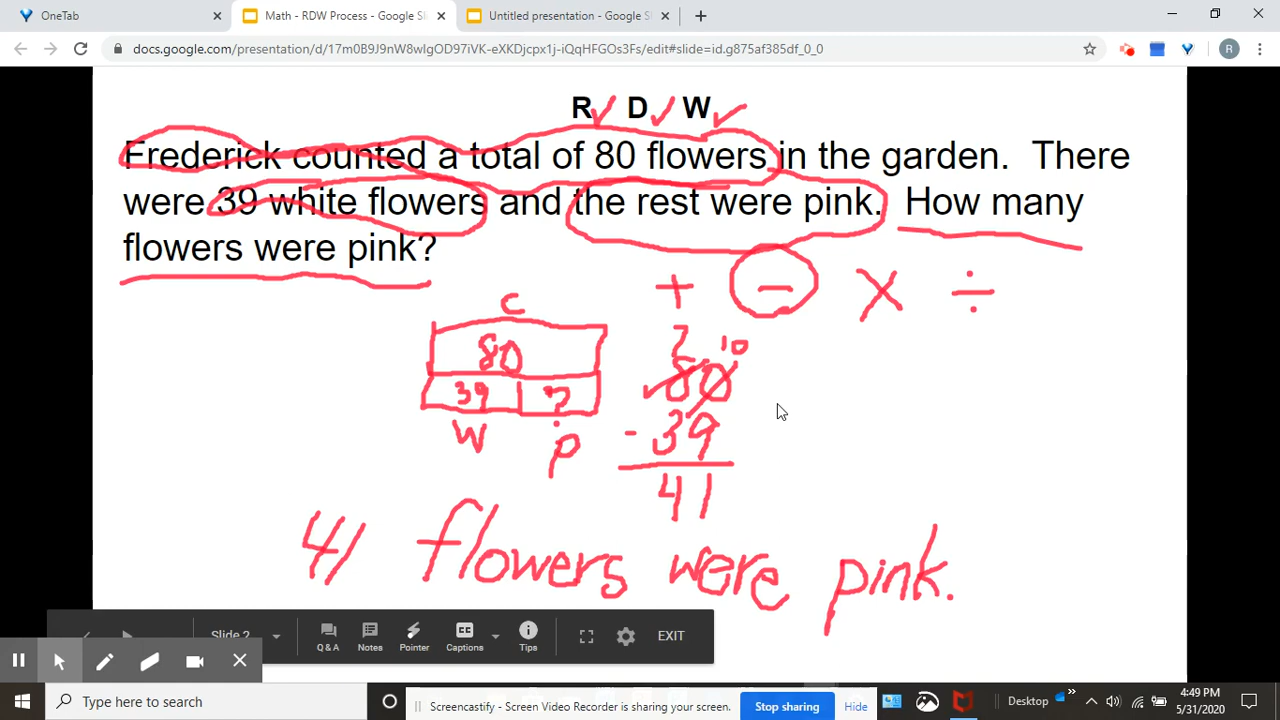 OneTab
Math - RDW Process - Google Sli
Untitled presentation - Google S
docs.google.com/presentation/d/17m0B9J9nW8wIgOD97iVK-eXKDjcpx1j-iQqHFGOs3Fs/edit#slide=id.g875af385df_0_0
R
R D W
Frederick counted a total of 80 flowers in the garden. There
were 39 white flowers and the rest were pink. How many
flowers were pink?
+ - × ÷
C
80
39 ?
W P
7 10
80
- 39
41
41 flowers were pink.
Slide 2
Q & A
Notes
Pointer
Captions
Tips
EXIT
Type here to search
Screencastify - Screen Video Recorder is sharing your screen.
Stop sharing
Hide
Desktop
4:49 PM
5/31/2020